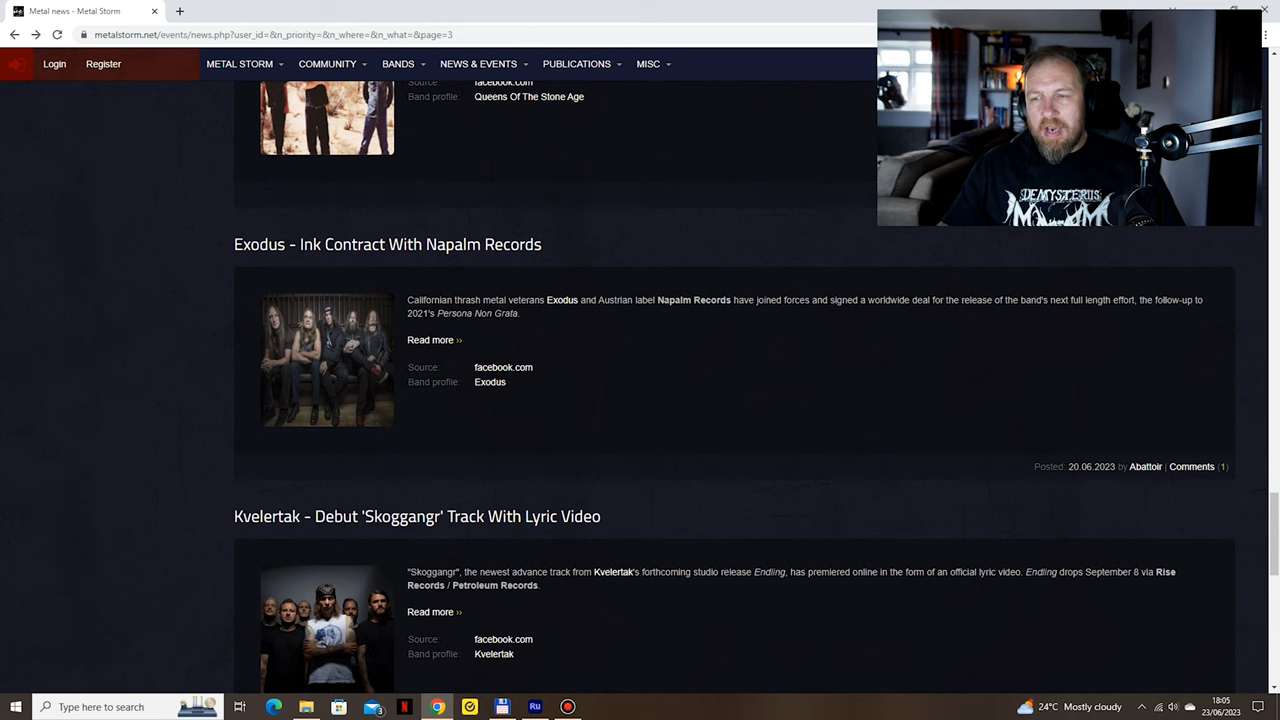 Metal news - Metal Storm
metalstorm.net/events/news.php?user_id=&n_priority=&n_where=&n_what=&page=3
Login Register METAL STORM COMMUNITY BANDS NEWS & EVENTS PUBLICATIONS MISC
Source: facebook.com
Band profile: Queens Of The Stone Age
DEMYSTERIIS
Exodus - Ink Contract With Napalm Records
Californian thrash metal veterans Exodus and Austrian label Napalm Records have joined forces and signed a worldwide deal for the release of the band's next full length effort, the follow-up to
2021's Persona Non Grata.
Read more ››
Source: facebook.com
Band profile: Exodus
Posted: 20.06.2023 by Abattoir | Comments (1)
Kvelertak - Debut 'Skoggangr' Track With Lyric Video
"Skoggangr", the newest advance track from Kvelertak's forthcoming studio release Endling, has premiered online in the form of an official lyric video. Endling drops September 8 via Rise
Records / Petroleum Records.
Read more ››
Source: facebook.com
Band profile: Kvelertak
Type here to search
3
N
Ru
24°C Mostly cloudy
18:05
23/06/2023